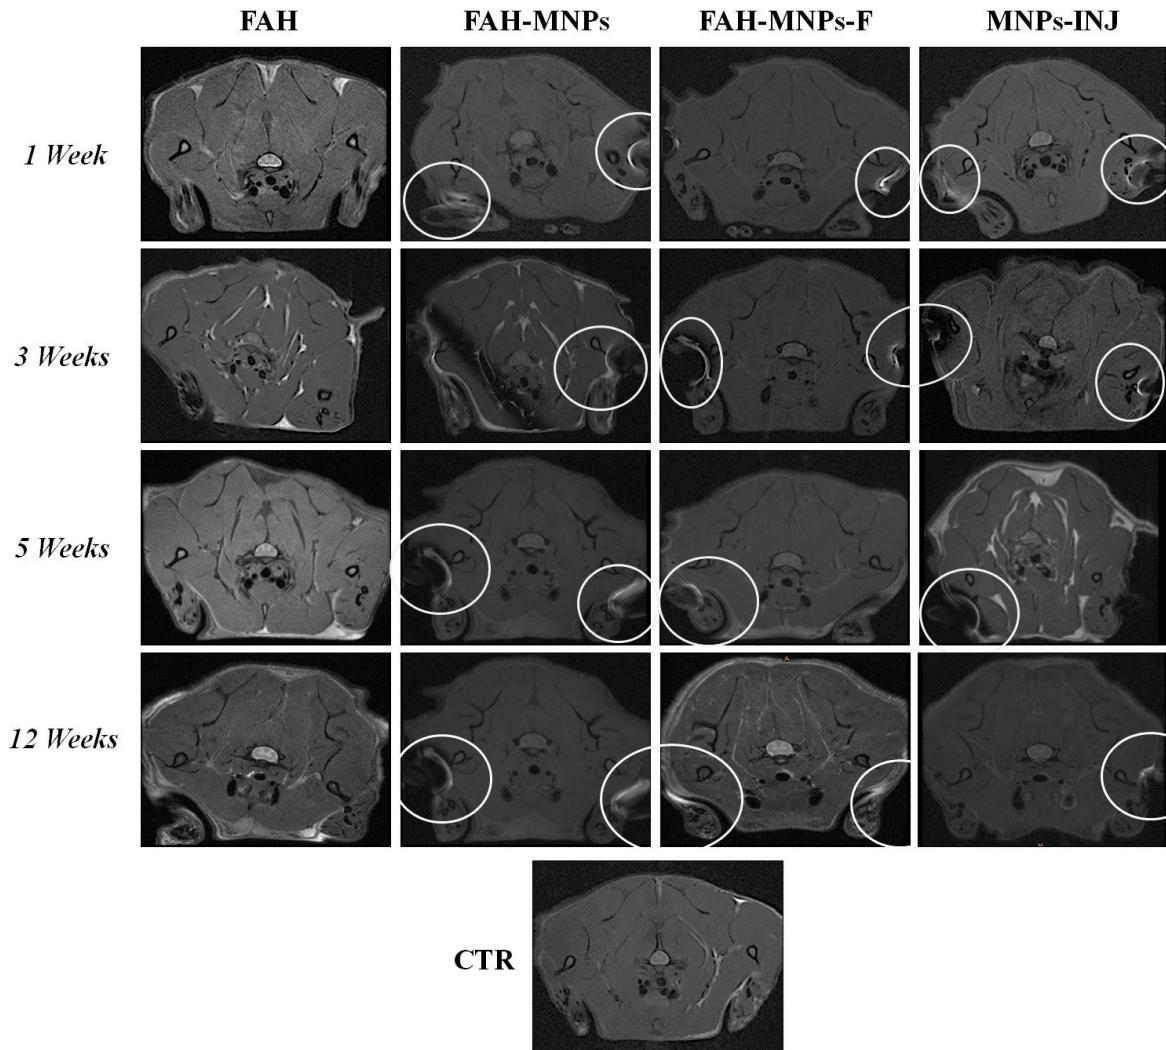 FAH FAH-MNPs FAH-MNPs-F MNPs-INJ
1 Week
3 Weeks
5 Weeks
12 Weeks
A
CTR